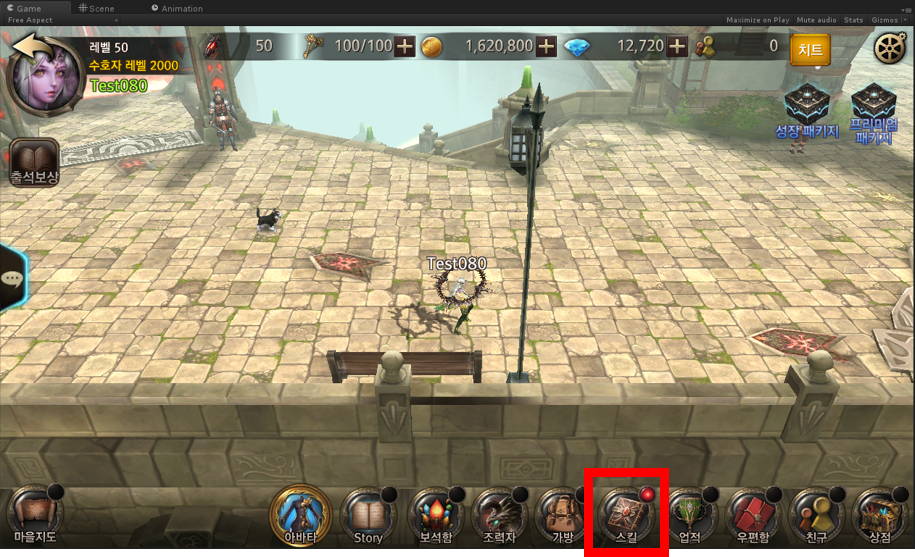 Game
Scene
Animation
Free Aspect
Maximize on Play
Mute audio
Stats
Gizmos
레벨 50
수호자 레벨 2000
Test080
50
100/100
1,620,800
12,720
0
치트
성장 패키지
프리미엄
패키지
출석보상
Test080
마을지도
아바타
Story
보석함
조력자
가방
스킬
업적
우편함
친구
상점